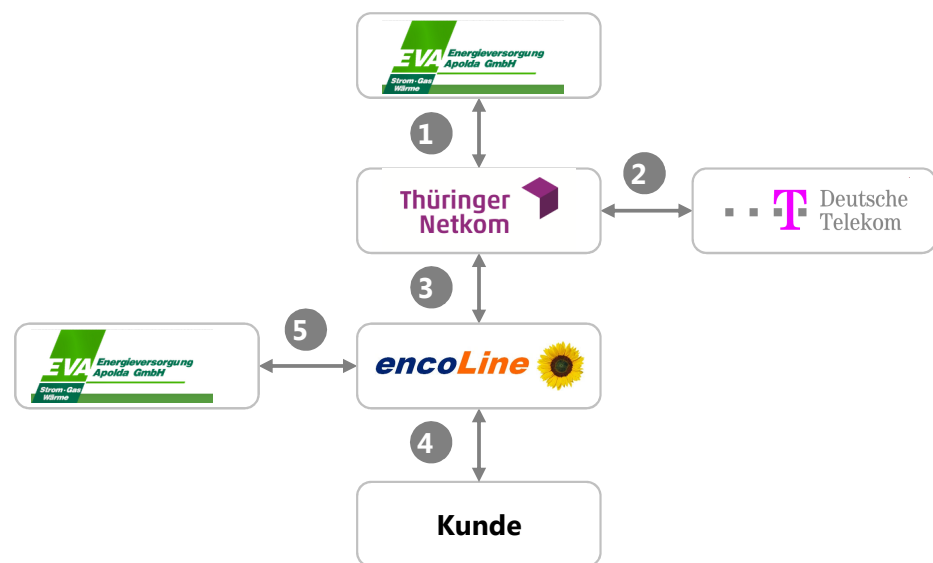 EVA Energieversorgung
Apolda GmbH
Strom-Gas
Wärme
1
Thüringer
Netkom
2
T Deutsche
Telekom
3
5
EVA Energieversorgung
Apolda GmbH
Strom-Gas
Wärme
encoLine
4
Kunde